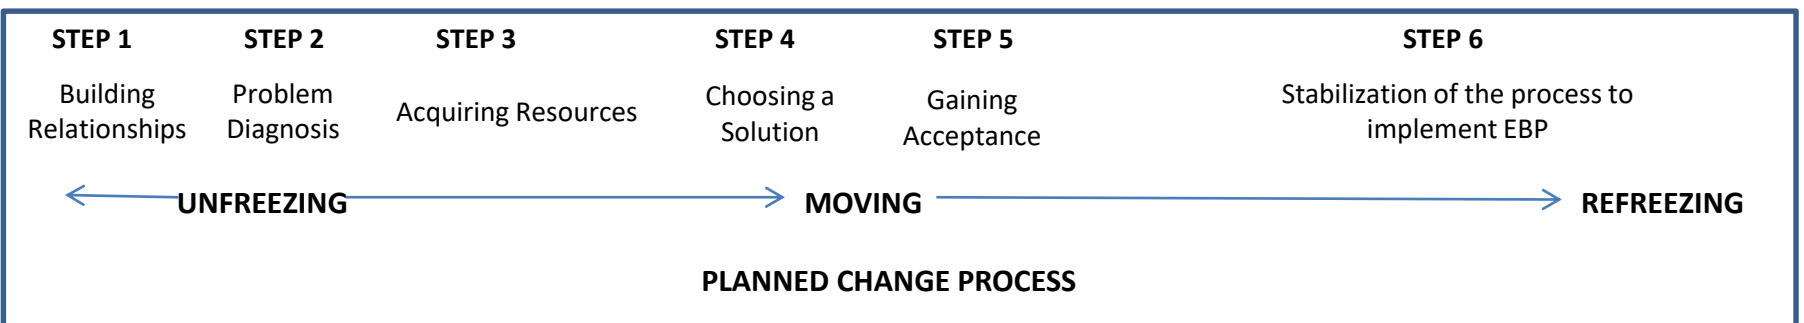 STEP 1 STEP 2 STEP 3 STEP 4 STEP 5 STEP 6
Building
Relationships
Problem
Diagnosis
Acquiring Resources
Choosing a
Solution
Gaining
Acceptance
Stabilization of the process to
implement EBP
UNFREEZING MOVING REFREEZING
PLANNED CHANGE PROCESS